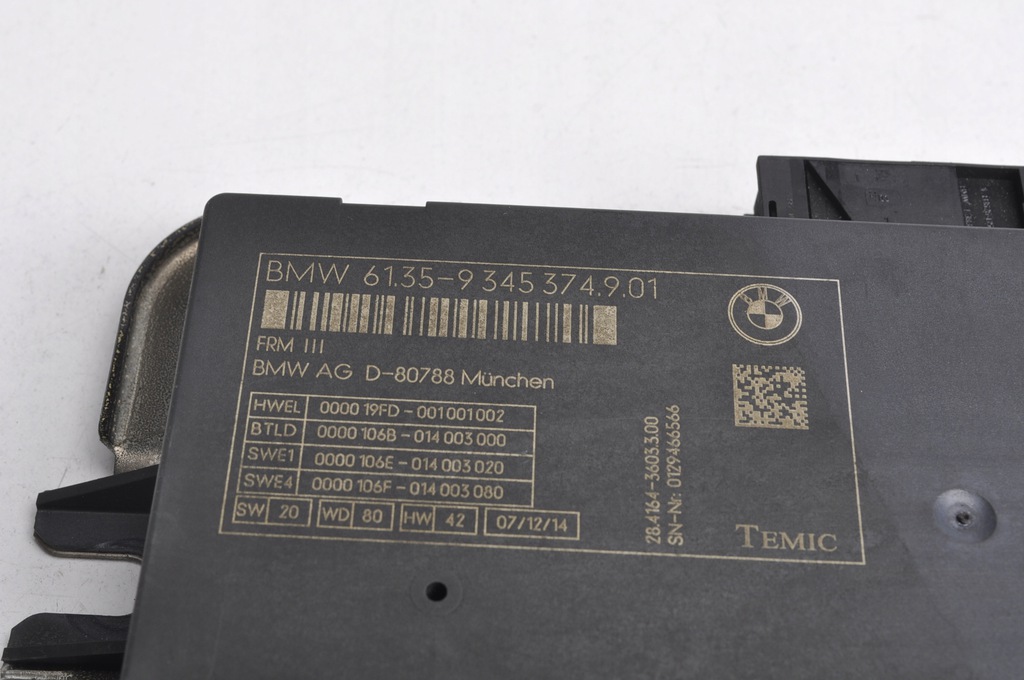 BMW 61.35-9 345 374.9.01
FRM III
BMW AG D-80788 München
HWEL 0000 19FD-001 001 002
BTLD 0000 106B-014 003 000
SWE1 0000 106E-014 003 020
SWE4 0000 106F-014 003 080
SW 20 WD 80 HW 42 07/12/14
28.4164-3603.3.00
SN-Nr: 0129466566
BMW
TEMIC